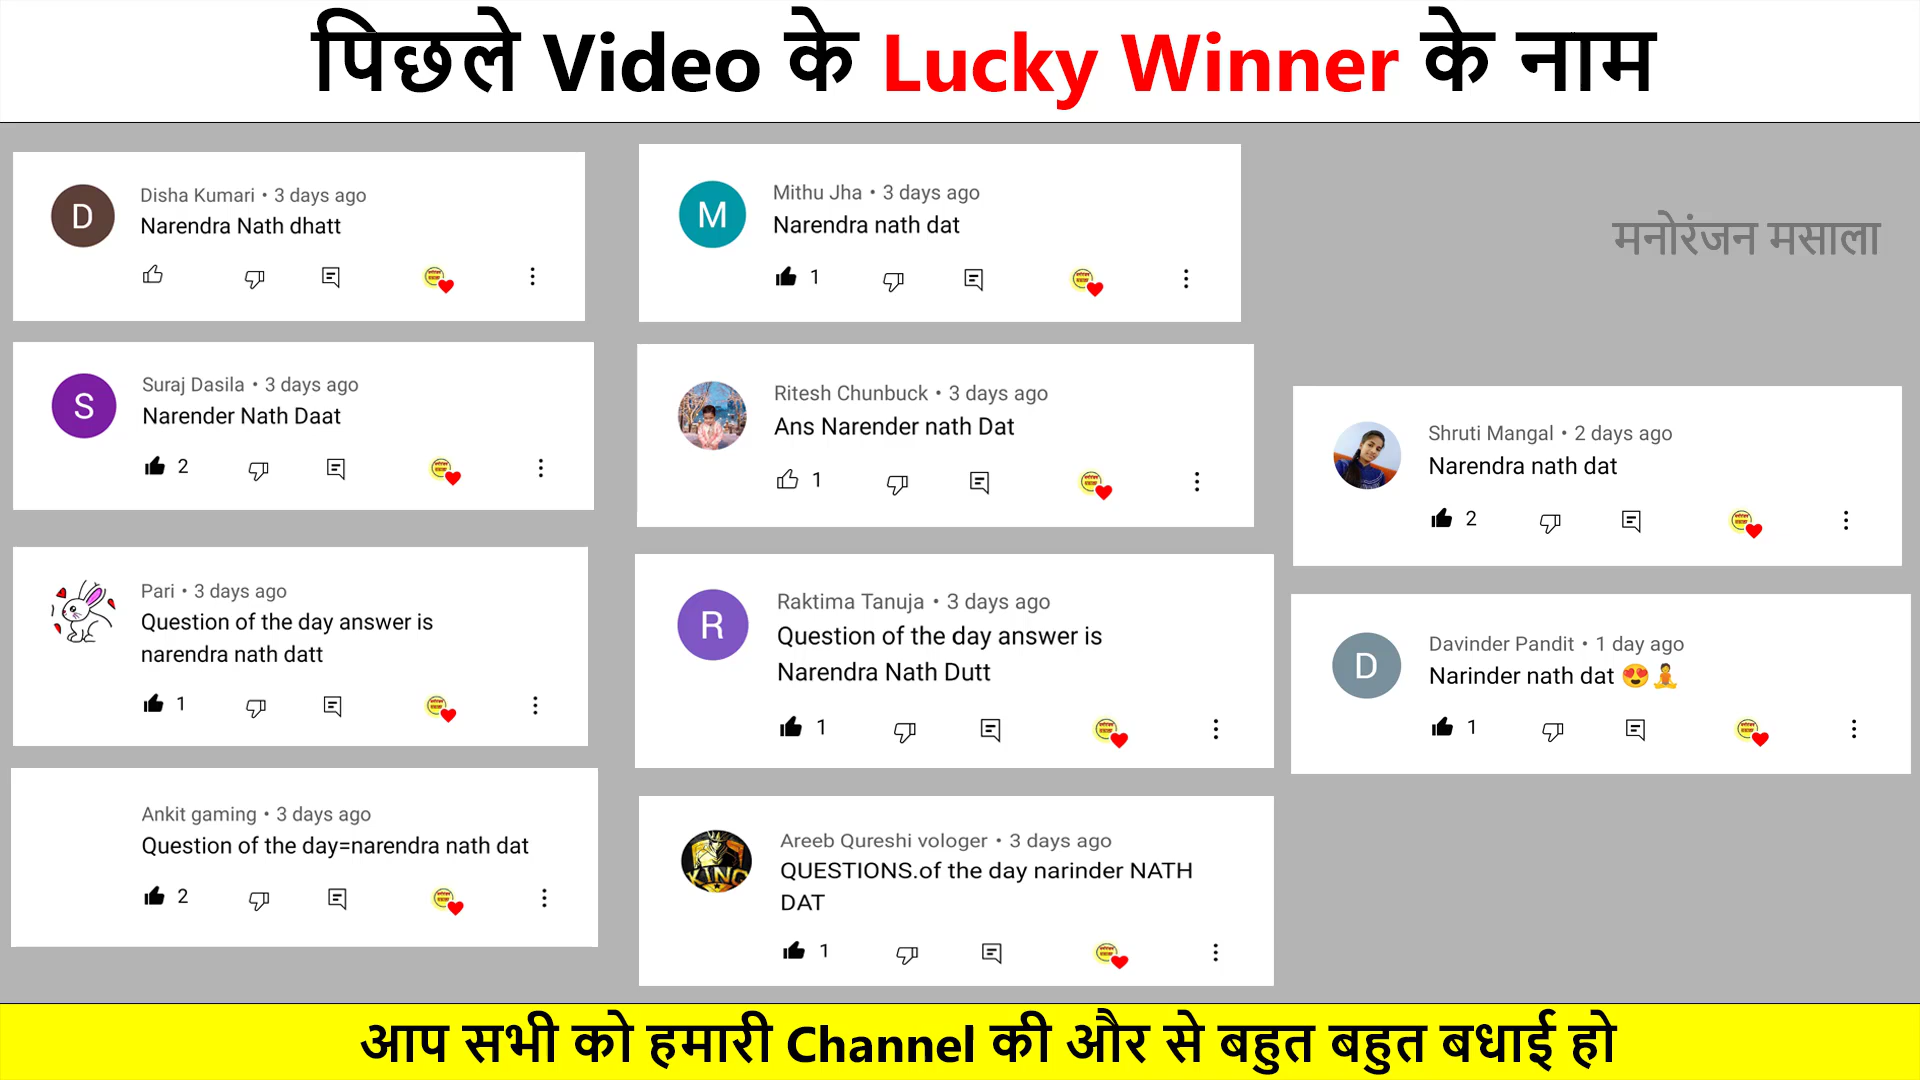 पिछले Video के Lucky Winner के नाम
Disha Kumari • 3 days ago
Narendra Nath dhatt
D
Suraj Dasila • 3 days ago
Narender Nath Daat
S
2
Pari • 3 days ago
Question of the day answer is
narendra nath datt
1
Ankit gaming • 3 days ago
Question of the day=narendra nath dat
2
Mithu Jha • 3 days ago
Narendra nath dat
M
1
Ritesh Chunbuck • 3 days ago
Ans Narender nath Dat
1
Raktima Tanuja • 3 days ago
R
Question of the day answer is
Narendra Nath Dutt
1
Areeb Qureshi vologer • 3 days ago
QUESTIONS.of the day narinder NATH
DAT
KING
1
मनोरंजन मसाला
Shruti Mangal • 2 days ago
Narendra nath dat
2
Davinder Pandit • 1 day ago
D
Narinder nath dat 😍🧘
1
आप सभी को हमारी Channel की और से बहुत बहुत बधाई हो